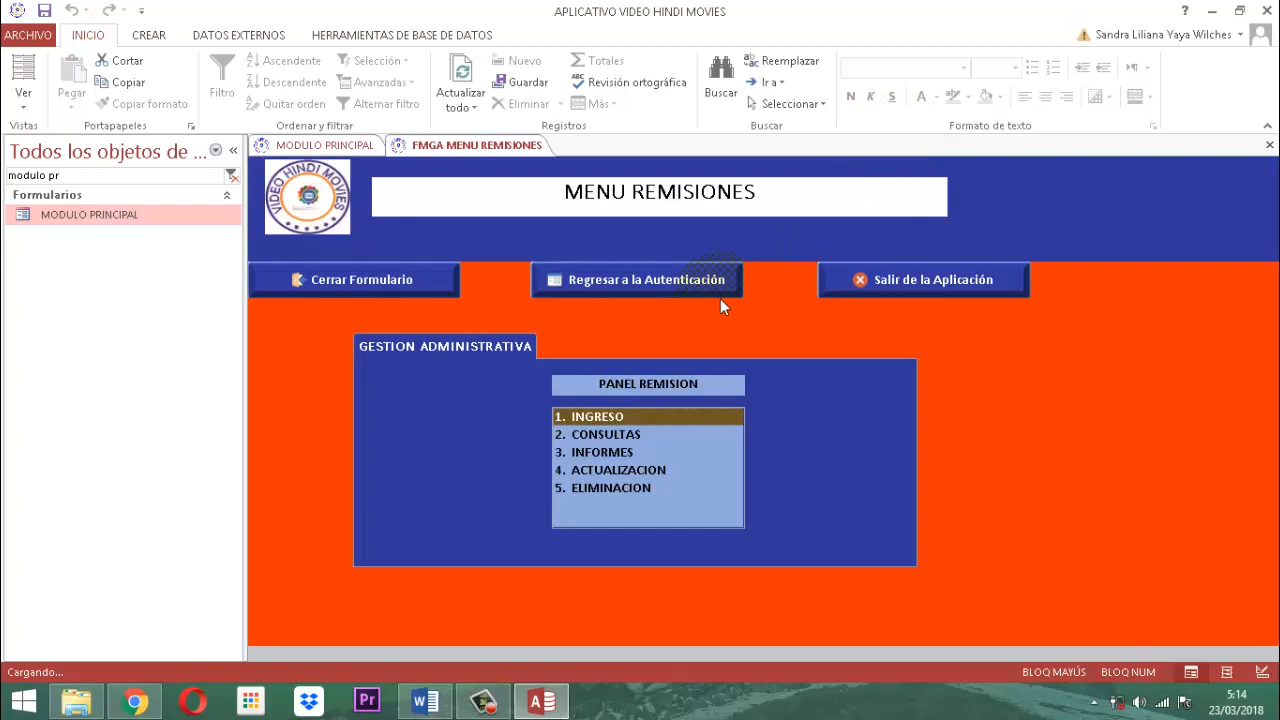 APLICATIVO VIDEO HINDI MOVIES
ARCHIVO INICIO CREAR DATOS EXTERNOS HERRAMIENTAS DE BASE DE DATOS Sandra Liliana Yaya Wilches
Ver
Vistas
Pegar
Cortar
Copiar
Copiar formato
Portapapeles
Filtro
Ascendente
Descendente
Quitar orden
Selección
Avanzadas
Alternar filtro
Ordenar y filtrar
Actualizar
todo
Nuevo
Guardar
Eliminar
Totales
Revisión ortográfica
Más
Registros
Buscar
Reemplazar
Ir a
Seleccionar
Buscar
N K S A
Formato de texto
Todos los objetos de ...
modulo pr
Formularios
MODULO PRINCIPAL
MODULO PRINCIPAL FMGA MENU REMISIONES
VIDEO HINDI MOVIES
MENU REMISIONES
Cerrar Formulario Regresar a la Autenticación Salir de la Aplicación
GESTION ADMINISTRATIVA
PANEL REMISION
1. INGRESO
2. CONSULTAS
3. INFORMES
4. ACTUALIZACION
5. ELIMINACION
Cargando... BLOQ MAYÚS BLOQ NUM
Pr
5:14
23/03/2018